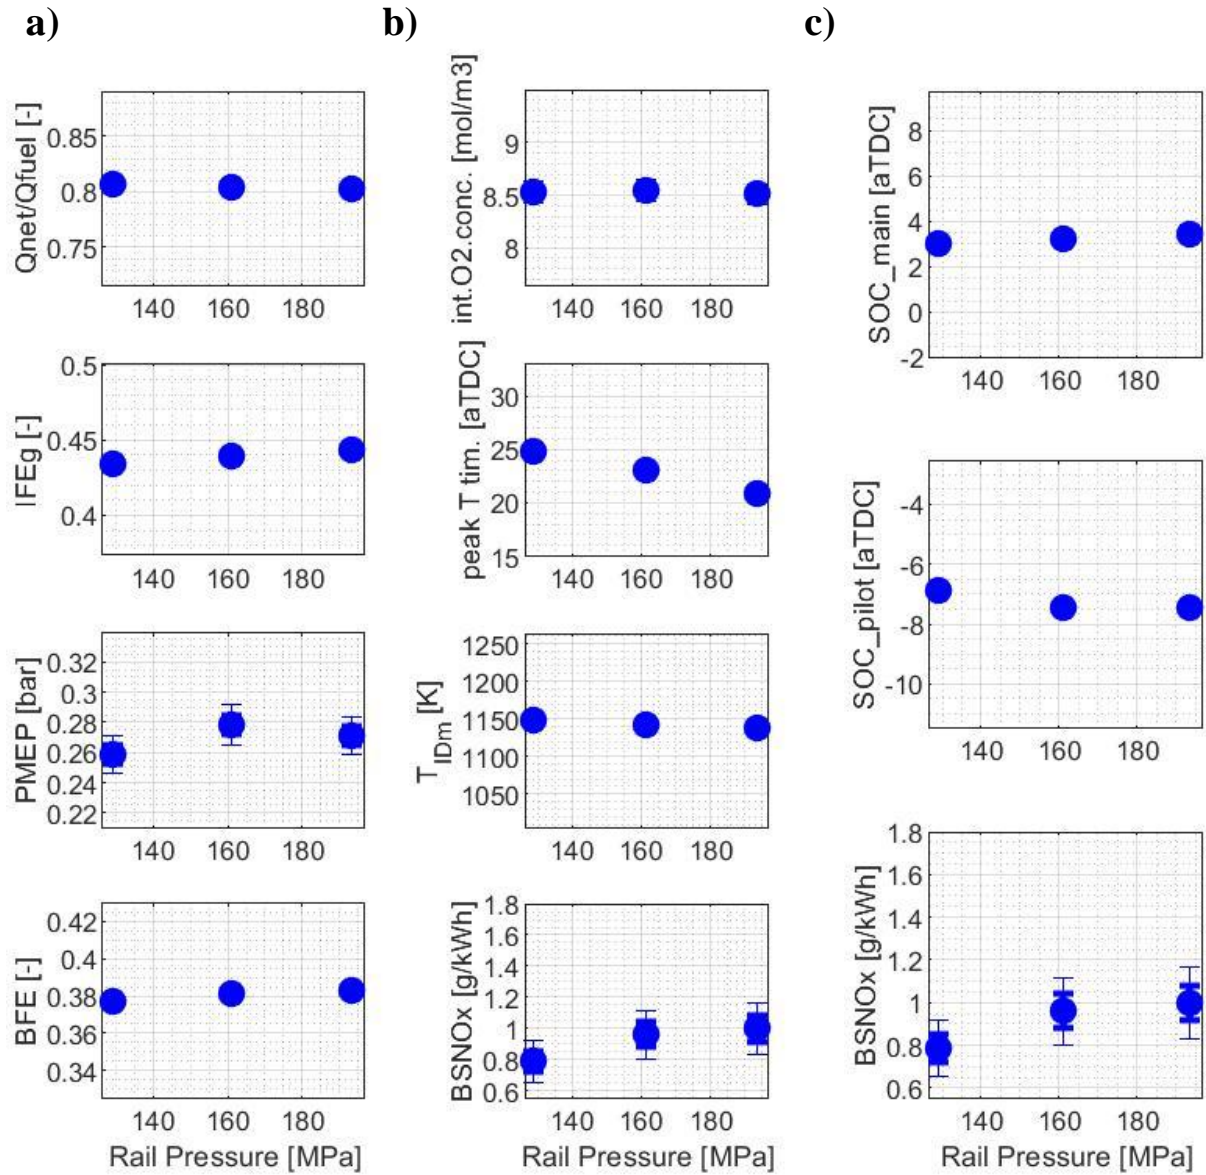 a)
Qnet/Qfuel [-]
0.85
0.8
0.75
140 160 180
IFEg [-]
0.5
0.45
0.4
140 160 180
PMEP [bar]
0.32
0.3
0.28
0.26
0.24
0.22
140 160 180
BFE [-]
0.42
0.4
0.38
0.36
0.34
140 160 180
Rail Pressure [MPa]
b)
int.O2.conc. [mol/m3]
9
8.5
8
140 160 180
peak T tim. [aTDC]
30
25
20
15
140 160 180
T_IDm [K]
1250
1200
1150
1100
1050
140 160 180
BSNOx [g/kWh]
1.8
1.6
1.4
1.2
1
0.8
0.6
140 160 180
Rail Pressure [MPa]
c)
SOC_main [aTDC]
8
6
4
2
0
-2
140 160 180
SOC_pilot [aTDC]
-4
-6
-8
-10
140 160 180
BSNOx [g/kWh]
1.8
1.6
1.4
1.2
1
0.8
0.6
140 160 180
Rail Pressure [MPa]